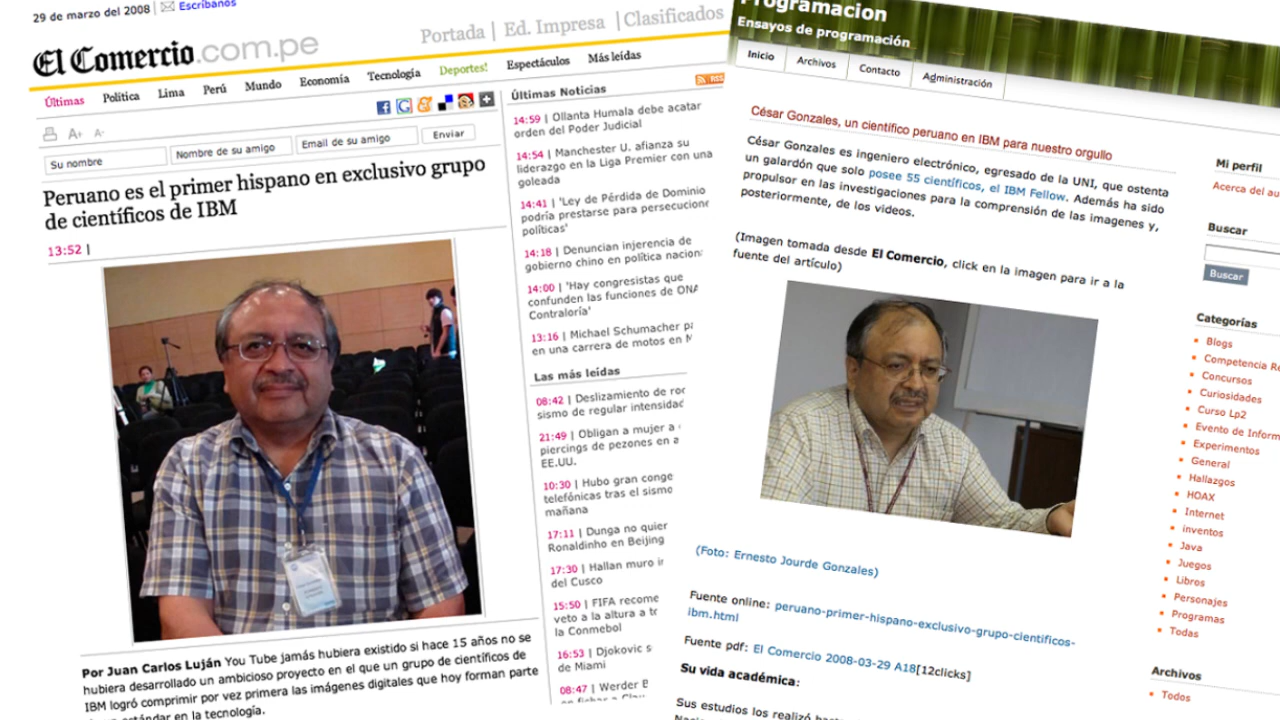 29 de marzo del 2008 | Escríbanos
El Comercio.com.pe
Portada | Ed. Impresa | Clasificados
Últimas Política Lima Perú Mundo Economía Tecnología Deportes! Espectáculos Más leídas
RSS
A+ A-
Su nombre Nombre de su amigo Email de su amigo Enviar
Peruano es el primer hispano en exclusivo grupo
de científicos de IBM
13:52 |
Por Juan Carlos Luján You Tube jamás hubiera existido si hace 15 años no se
hubiera desarrollado un ambicioso proyecto en el que un grupo de científicos de
IBM logró comprimir por vez primera las imágenes digitales que hoy forman parte
estándar en la tecnología.
Últimas Noticias
14:59 | Ollanta Humala debe acatar
orden del Poder Judicial
14:54 | Manchester U. afianza su
liderazgo en la Liga Premier con una
goleada
14:41 | 'Ley de Pérdida de Dominio
podría prestarse para persecucione
políticas'
14:18 | Denuncian injerencia de
gobierno chino en política nacion
14:00 | 'Hay congresistas que
confunden las funciones de ONA
Contraloría'
13:16 | Michael Schumacher pa
en una carrera de motos en
Las más leídas
08:42 | Deslizamiento de roc
sismo de regular intensidad
21:49 | Obligan a mujer a
piercings de pezones en a
EE.UU.
10:30 | Hubo gran conge
telefónicas tras el sismo
mañana
17:11 | Dunga no quier
Ronaldinho en Beijing
17:30 | Hallan muro
del Cusco
15:50 | FIFA recome
veto a la altura a
la Conmebol
16:53 | Djokovic
de Miami
08:47 | Werder
Programacion
Ensayos de programación
Inicio Archivos Contacto Administración
César Gonzales, un científico peruano en IBM para nuestro orgullo
César Gonzales es ingeniero electrónico, egresado de la UNI, que ostenta
un galardón que solo posee 55 científicos, el IBM Fellow. Además ha sido
propulsor en las investigaciones para la comprensión de las imagenes y,
posteriormente, de los videos.
(Imagen tomada desde El Comercio, click en la imagen para ir a la
fuente del artículo)
(Foto: Ernesto Jourde Gonzales)
Fuente online: peruano-primer-hispano-exclusivo-grupo-cientificos-
ibm.html
Fuente pdf: El Comercio 2008-03-29 A18[12clicks]
Su vida académica:
Sus estudios los realizó
Mi perfil
Acerca del au
Buscar
Buscar
Categorías
Blogs
Competencia Re
Concursos
Curiosidades
Curso Lp2
Evento de Inform
Experimentos
General
Hallazgos
HOAX
Internet
inventos
Java
Juegos
Libros
Personajes
Programas
Todas
Archivos
Todos